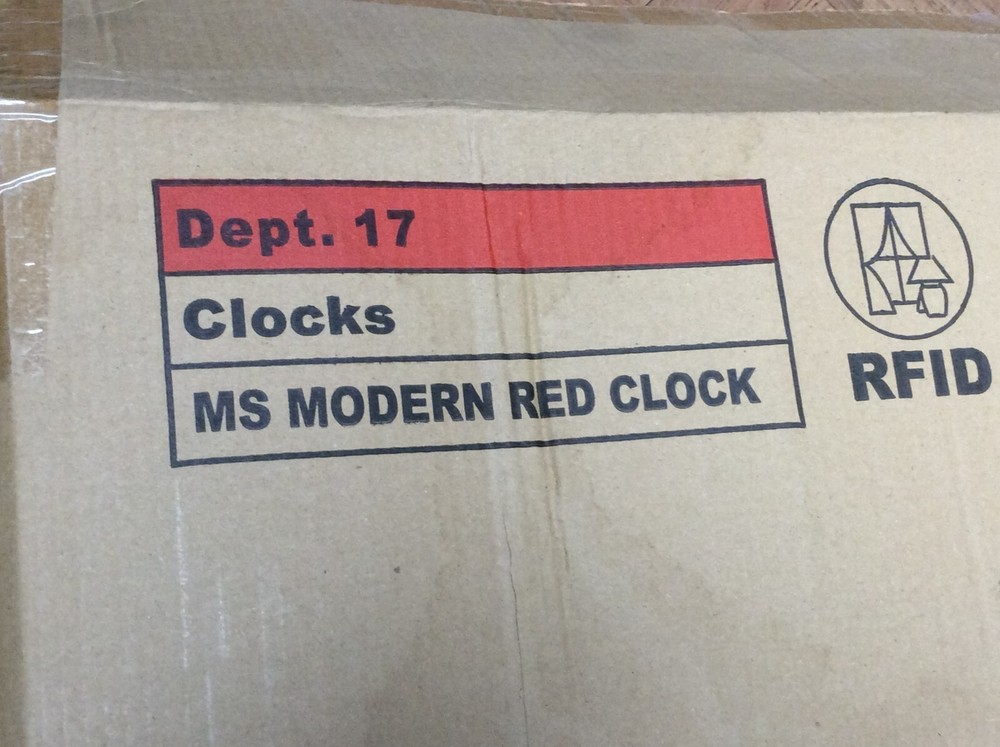 Dept. 17
Clocks
MS MODERN RED CLOCK
RFID